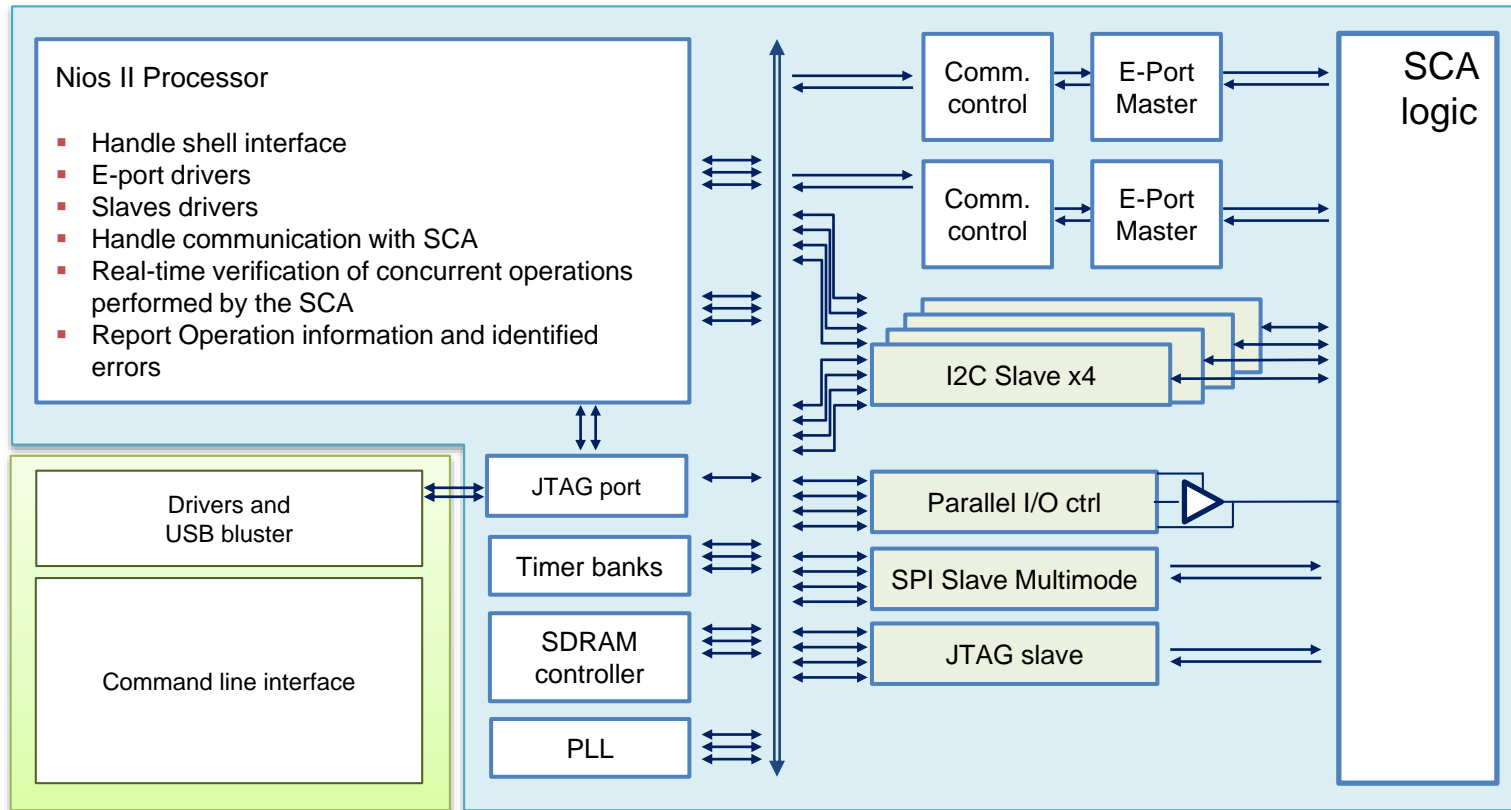 Nios II Processor
▪ Handle shell interface
▪ E-port drivers
▪ Slaves drivers
▪ Handle communication with SCA
▪ Real-time verification of concurrent operations
performed by the SCA
▪ Report Operation information and identified
errors
Comm.
control
E-Port
Master
SCA
logic
Comm.
control
E-Port
Master
I2C Slave x4
JTAG port
Parallel I/O ctrl
Drivers and
USB bluster
Timer banks
SPI Slave Multimode
SDRAM
controller
JTAG slave
Command line interface
PLL